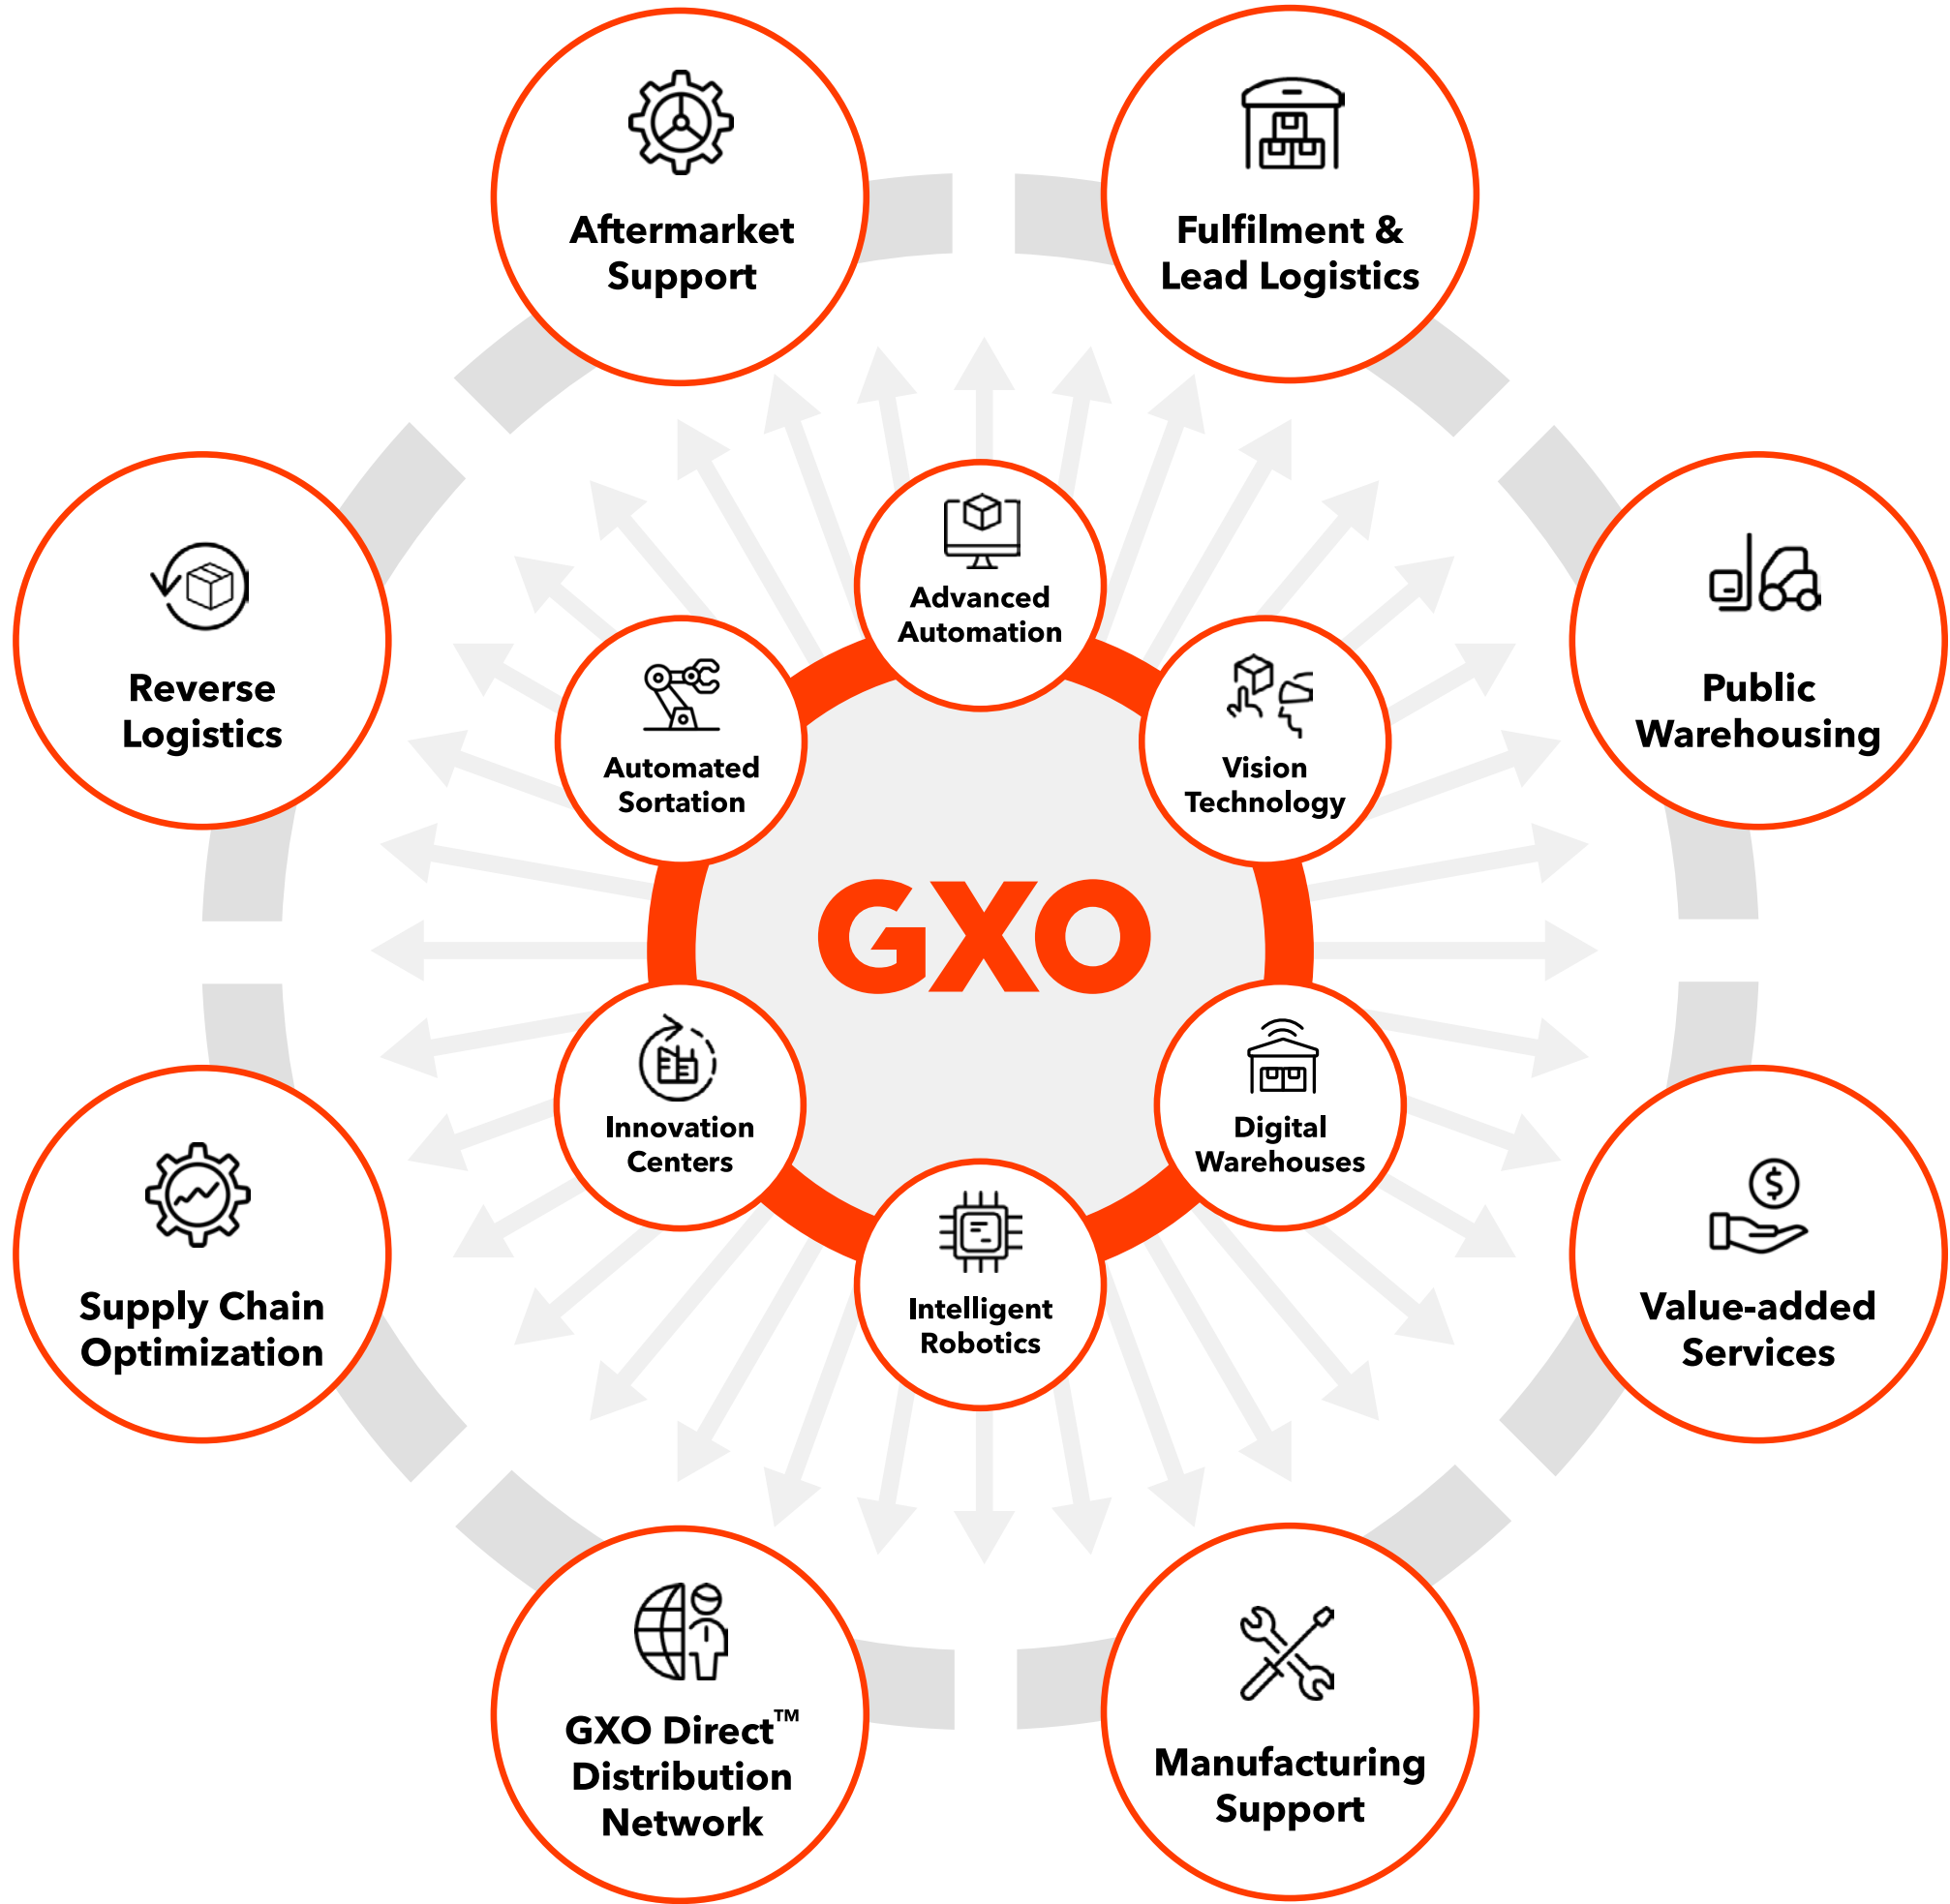 Aftermarket
Support
Fulfilment &
Lead Logistics
Advanced
Automation
Reverse
Logistics
Automated
Sortation
Vision
Technology
Public
Warehousing
GXO
Innovation
Centers
Digital
Warehouses
Supply Chain
Optimization
Intelligent
Robotics
Value-added
Services
GXO Direct™
Distribution
Network
Manufacturing
Support